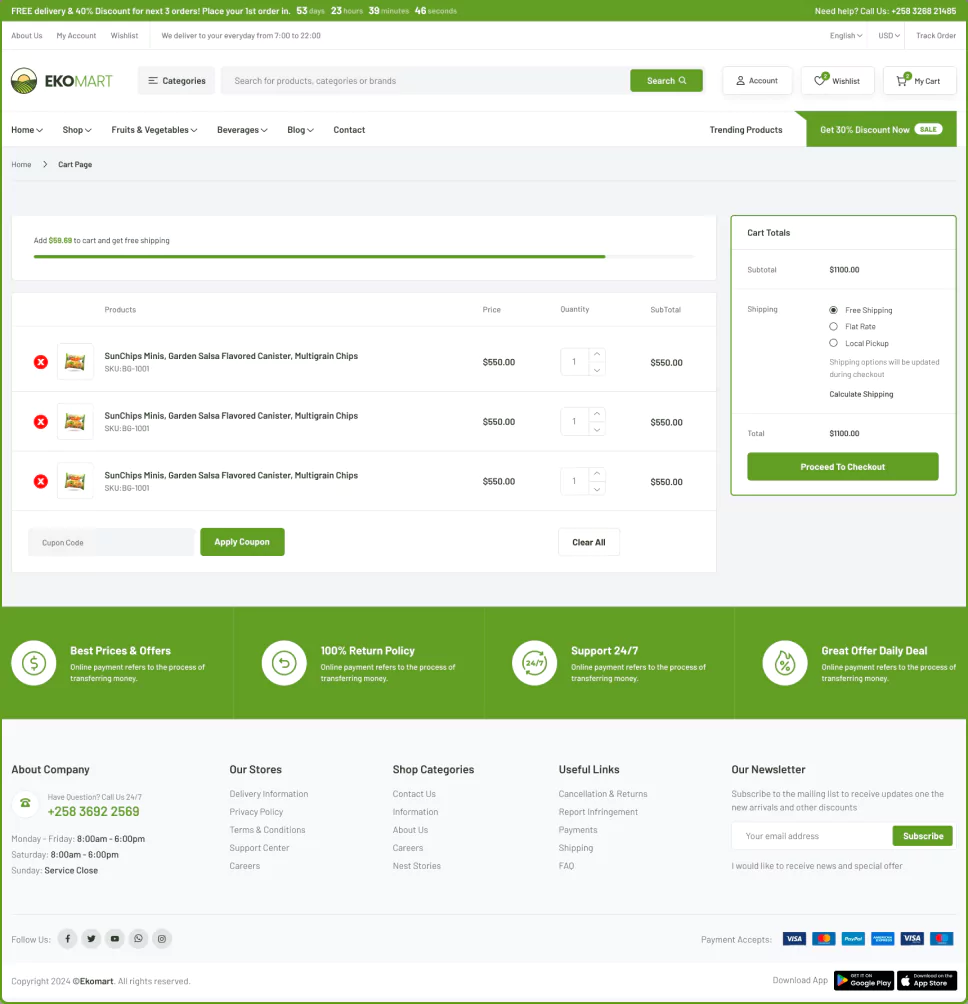 FREE delivery & 40% Discount for next 3 orders! Place your 1st order in. 53 days 23 hours 39 minutes 46 seconds
Need help? Call Us: +258 3268 21485
About Us My Account Wishlist We deliver to your everyday from 7:00 to 22:00
English USD Track Order
EKOMART
Categories
Search for products, categories or brands
Search
Account
2
Wishlist
2
My Cart
Home Shop Fruits & Vegetables Beverages Blog Contact
Trending Products
Get 30% Discount Now SALE
Home Cart Page
Add $59.69 to cart and get free shipping
Products Price Quantity SubTotal
SunChips Minis, Garden Salsa Flavored Canister, Multigrain Chips
SKU:BG-1001
$550.00 1 $550.00
SunChips Minis, Garden Salsa Flavored Canister, Multigrain Chips
SKU:BG-1001
$550.00 1 $550.00
SunChips Minis, Garden Salsa Flavored Canister, Multigrain Chips
SKU:BG-1001
$550.00 1 $550.00
Cupon Code
Apply Coupon
Clear All
Cart Totals
Subtotal $1100.00
Shipping
Free Shipping
Flat Rate
Local Pickup
Shipping options will be updated
during checkout
Calculate Shipping
Total $1100.00
Proceed To Checkout
Best Prices & Offers
Online payment refers to the process of
transferring money.
100% Return Policy
Online payment refers to the process of
transferring money.
24/7
Support 24/7
Online payment refers to the process of
transferring money.
Great Offer Daily Deal
Online payment refers to the process of
transferring money.
About Company
Have Question? Call Us 24/7
+258 3692 2569
Monday - Friday: 8:00am - 6:00pm
Saturday: 8:00am - 6:00pm
Sunday: Service Close
Our Stores
Delivery Information
Privacy Policy
Terms & Conditions
Support Center
Careers
Shop Categories
Contact Us
Information
About Us
Careers
Nest Stories
Useful Links
Cancellation & Returns
Report Infringement
Payments
Shipping
FAQ
Our Newsletter
Subscribe to the mailing list to receive updates one the
new arrivals and other discounts
Your email address
Subscribe
I would like to receive news and special offer
Follow Us:
Payment Accepts: VISA PayPal AMERICAN EXPRESS VISA
Copyright 2024 ©Ekomart. All rights reserved.
Download App
GET IT ON
Google Play
Download on the
App Store